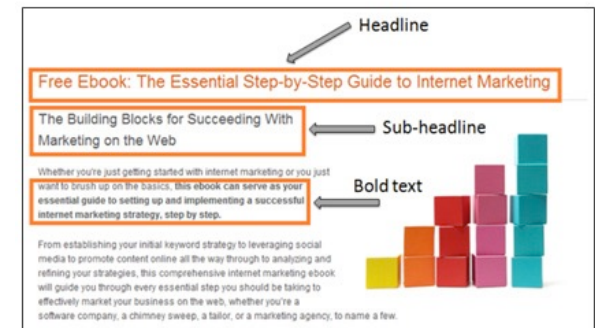 Headline
Free Ebook: The Essential Step-by-Step Guide to Internet Marketing
The Building Blocks for Succeeding With
Marketing on the Web
Sub-headline
Whether you're just getting started with internet marketing or you just
want to brush up on the basics, this ebook can serve as your
essential guide to setting up and implementing a successful
internet marketing strategy, step by step.
Bold text
From establishing your initial keyword strategy to leveraging social
media to promote content online all the way through to analyzing and
refining your strategies, this comprehensive internet marketing ebook
will guide you through every essential step you should be taking to
effectively market your business on the web, whether you're a
software company, a chimney sweep, a tailor, or a marketing agency, to name a few.